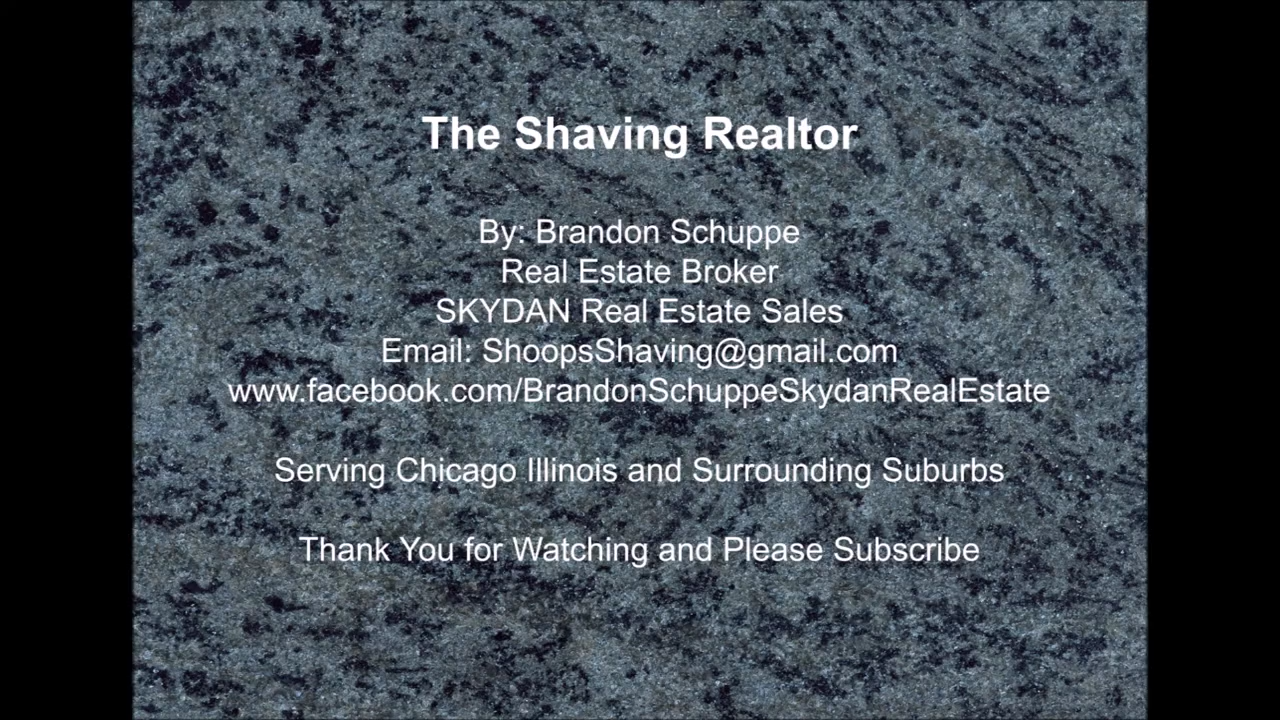 The Shaving Realtor
By: Brandon Schuppe
Real Estate Broker
SKYDAN Real Estate Sales
Email: ShoopsShaving@gmail.com
www.facebook.com/BrandonSchuppeSkydanRealEstate
Serving Chicago Illinois and Surrounding Suburbs
Thank You for Watching and Please Subscribe